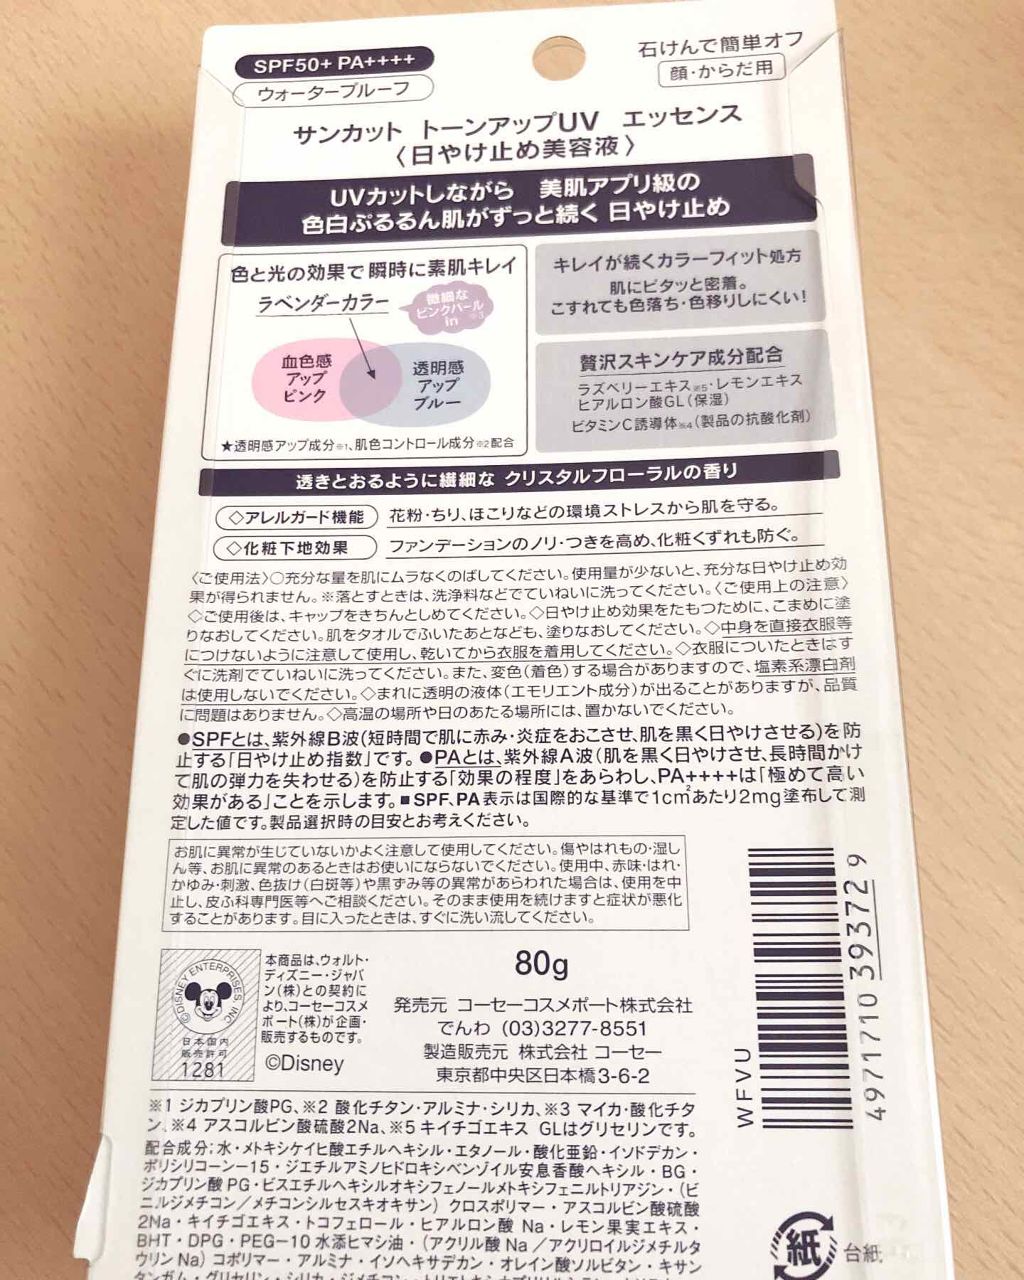 SPF50+ PA++++
ウォータープルーフ
石けんで簡単オフ
顔・からだ用
サンカット トーンアップUV エッセンス
〈日やけ止め美容液〉
UVカットしながら 美肌アプリ級の
色白ぷるるん肌がずっと続く 日やけ止め
色と光の効果で瞬時に素肌キレイ
ラベンダーカラー
微細な
ピンクパール
in ※3
血色感
アップ
ピンク
透明感
アップ
ブルー
★透明感アップ成分※1、肌色コントロール成分※2配合
キレイが続くカラーフィット処方
肌にピタッと密着。
こすれても色落ち・色移りしにくい!
贅沢スキンケア成分配合
ラズベリーエキス※5・レモンエキス
ヒアルロン酸GL(保湿)
ビタミンC誘導体※4(製品の抗酸化剤)
透きとおるように繊細な クリスタルフローラルの香り
◇アレルガード機能 花粉・ちり、ほこりなどの環境ストレスから肌を守る。
◇化粧下地効果 ファンデーションのノリ・つきを高め、化粧くずれも防ぐ。
〈ご使用法〉○充分な量を肌にムラなくのばしてください。使用量が少ないと、充分な日やけ止め効
果が得られません。※落とすときは、洗浄料などでていねいに洗ってください。〈ご使用上の注意〉
◇ご使用後は、キャップをきちんとしめてください。◇日やけ止め効果をたもつために、こまめに塗
りなおしてください。肌をタオルでふいたあとなども、塗りなおしてください。◇中身を直接衣服等
につけないように注意して使用し、乾いてから衣服を着用してください。◇衣服についたときはす
ぐに洗剤でていねいに洗ってください。また、変色(着色)する場合がありますので、塩素系漂白剤
は使用しないでください。◇まれに透明の液体(エモリエント成分)が出ることがありますが、品質
に問題はありません。◇高温の場所や日のあたる場所には、置かないでください。
●SPFとは、紫外線B波(短時間で肌に赤み・炎症をおこさせ、肌を黒く日やけさせる)を防
止する「日やけ止め指数」です。●PAとは、紫外線A波(肌を黒く日やけさせ、長時間かけ
て肌の弾力を失わせる)を防止する「効果の程度」をあらわし、PA++++は「極めて高い
効果がある」ことを示します。■SPF、PA表示は国際的な基準で1cm²あたり2mg塗布して測
定した値です。製品選択時の目安とお考えください。
お肌に異常が生じていないかよく注意して使用してください。傷やはれもの・湿し
ん等、お肌に異常のあるときはお使いにならないでください。使用中、赤味・はれ・
かゆみ・刺激、色抜け(白斑等)や黒ずみ等の異常があらわれた場合は、使用を中
止し、皮ふ科専門医等へご相談ください。そのまま使用を続けますと症状が悪化
することがあります。目に入ったときは、すぐに洗い流してください。
©DISNEY ENTERPRISES INC.
日本国内
販売許可
1281
本商品は、ウォルト・
ディズニー・ジャパ
ン(株)との契約に
より、コーセーコスメ
ポート(株)が企画・
販売するものです。
©Disney
80g
発売元 コーセーコスメポート株式会社
でんわ (03)3277-8551
製造販売元 株式会社 コーセー
東京都中央区日本橋3-6-2
WFVU
4971710 393729
※1 ジカプリン酸PG、※2 酸化チタン・アルミナ・シリカ、※3 マイカ・酸化チタ
ン、※4 アスコルビン酸硫酸2Na、※5 キイチゴエキス GLはグリセリンです。
配合成分:水・メトキシケイヒ酸エチルヘキシル・エタノール・酸化亜鉛・イソドデカン・
ポリシリコーン-15・ジエチルアミノヒドロキシベンゾイル安息香酸ヘキシル・BG・
ジカプリン酸PG・ビスエチルヘキシルオキシフェノールメトキシフェニルトリアジン・(ビ
ニルジメチコン/メチコンシルセスキオキサン)クロスポリマー・アスコルビン酸硫酸
2Na・キイチゴエキス・トコフェロール・ヒアルロン酸Na・レモン果実エキス・
BHT・DPG・PEG-10水添ヒマシ油・(アクリル酸Na/アクリロイルジメチルタ
ウリンNa)コポリマー・アルミナ・イソヘキサデカン・オレイン酸ソルビタン・キサン
タンガム・グリセリン・シリカ・ジメチコン・
紙
台紙